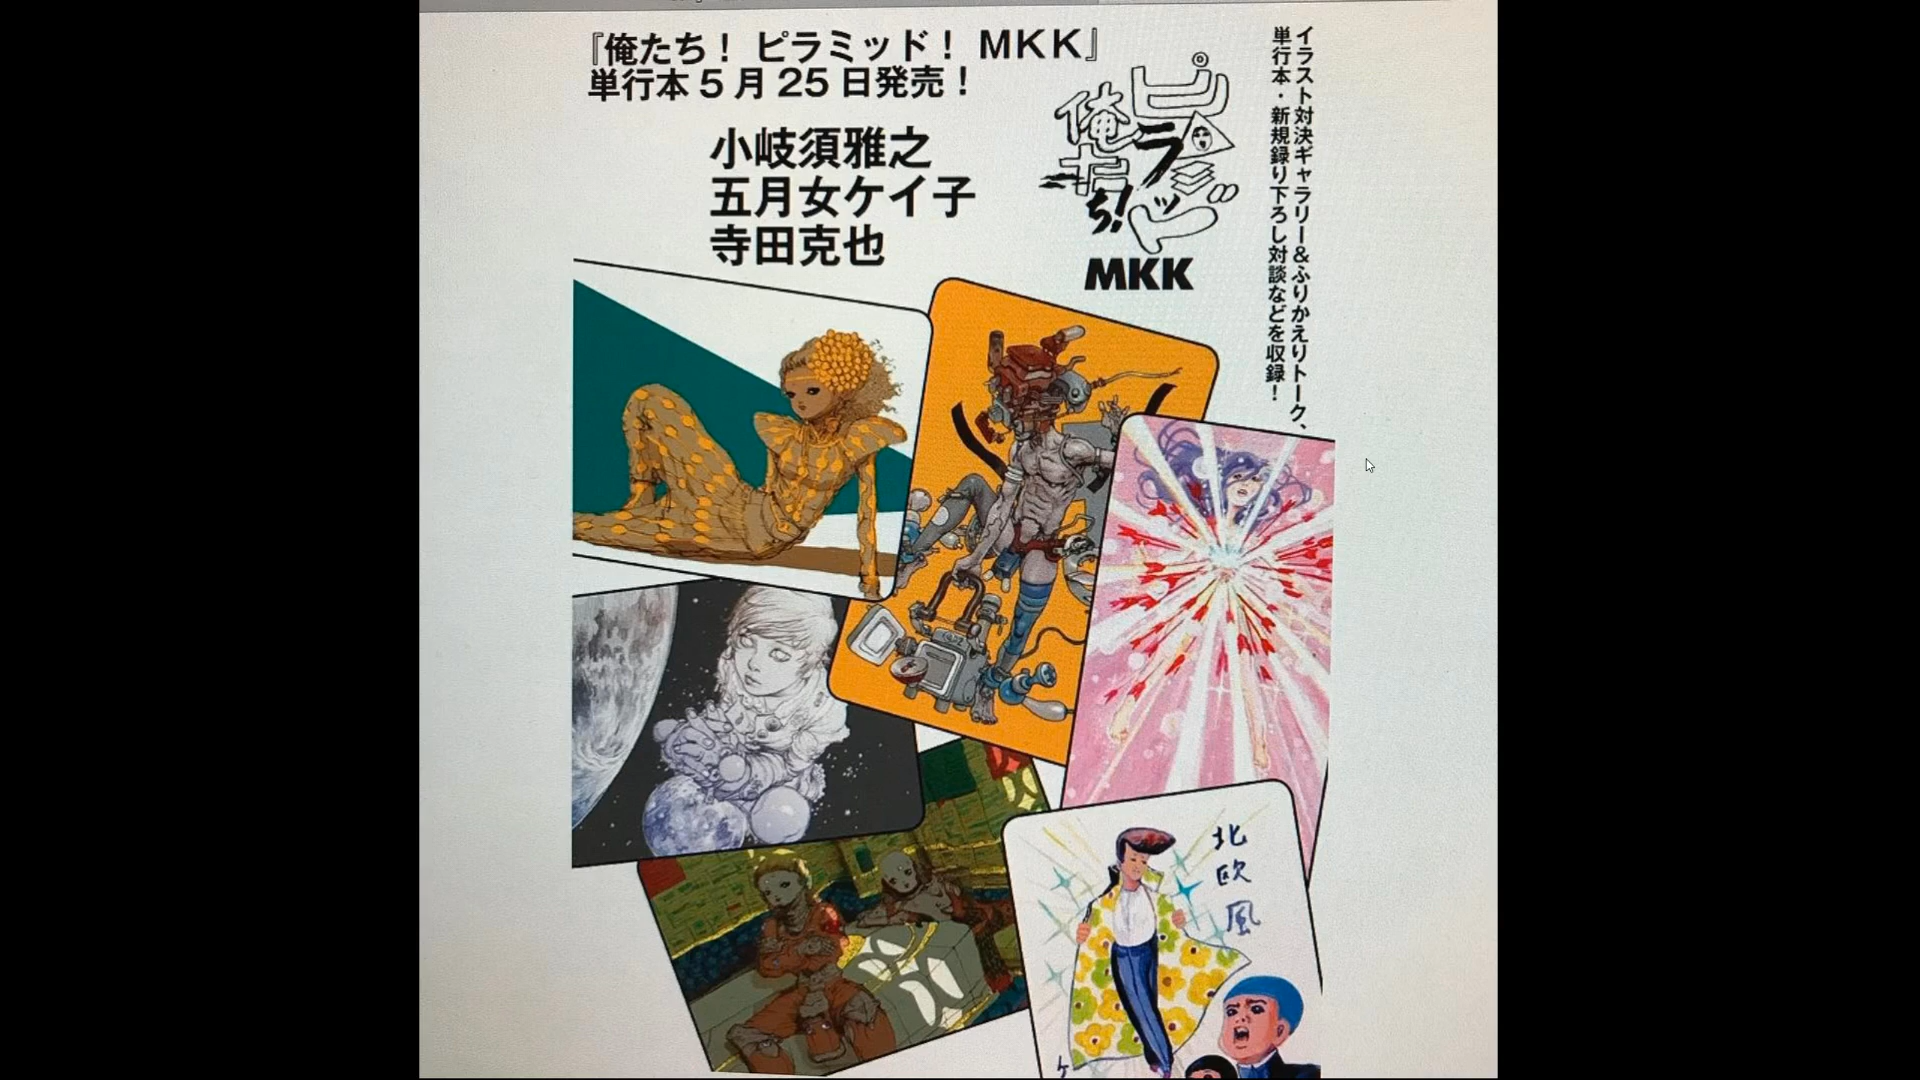 『俺たち！ ピラミッド！ MKK』
単行本５月 25 日発売！
小岐須雅之
五月女ケイ子
寺田克也
俺たち！
ピラミッド
MKK
イラスト対決ギャラリー＆ふりかえりトーク、
単行本・新規録り下ろし対談などを収録！
北欧風
ケ